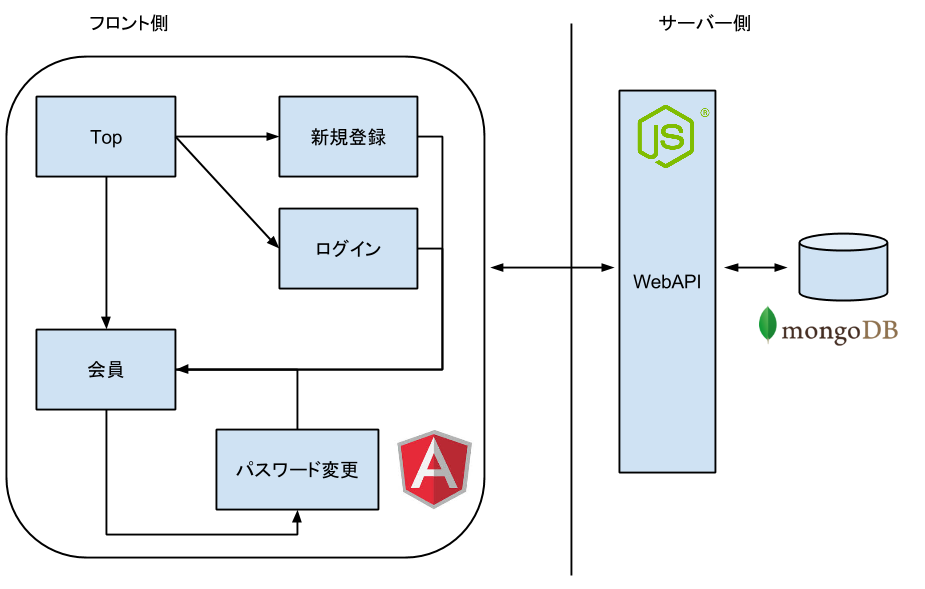 フロント側
サーバー側
Top
新規登録
JS
®
ログイン
WebAPI
mongoDB
会員
パスワード変更
A